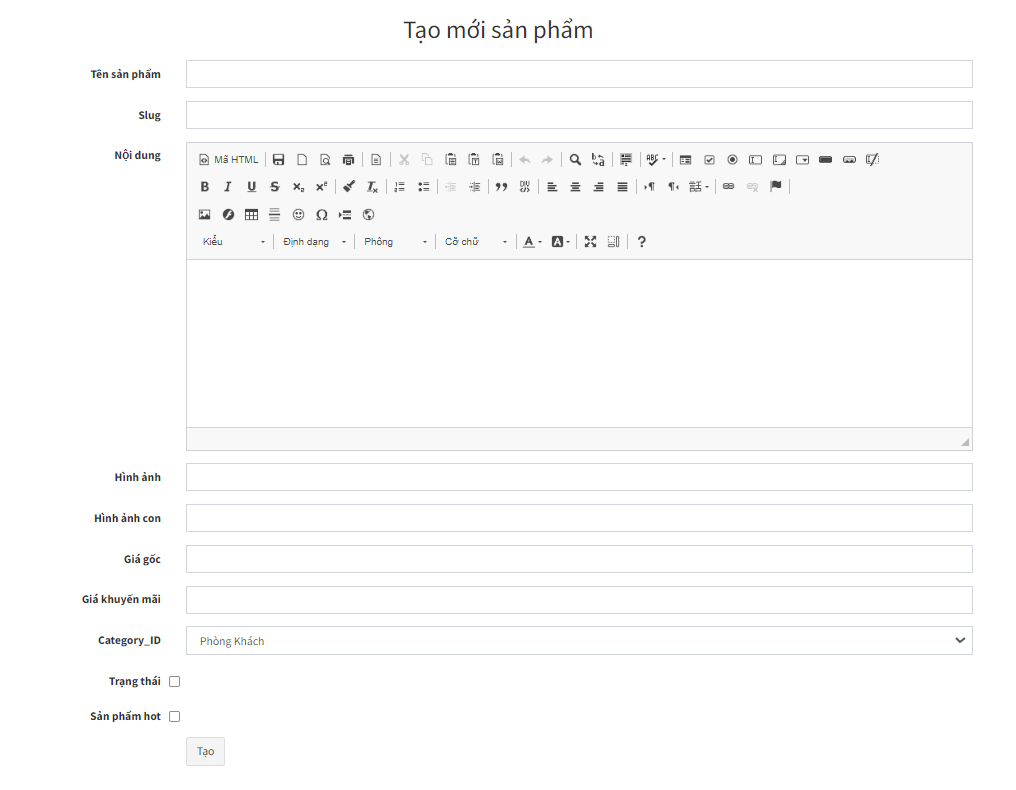 Tạo mới sản phẩm
Tên sản phẩm
Slug
Nội dung
Mã HTML
Kiểu
Định dạng
Phông
Cỡ chữ
Hình ảnh
Hình ảnh con
Giá gốc
Giá khuyến mãi
Category_ID
Phòng Khách
Trạng thái
Sản phẩm hot
Tạo